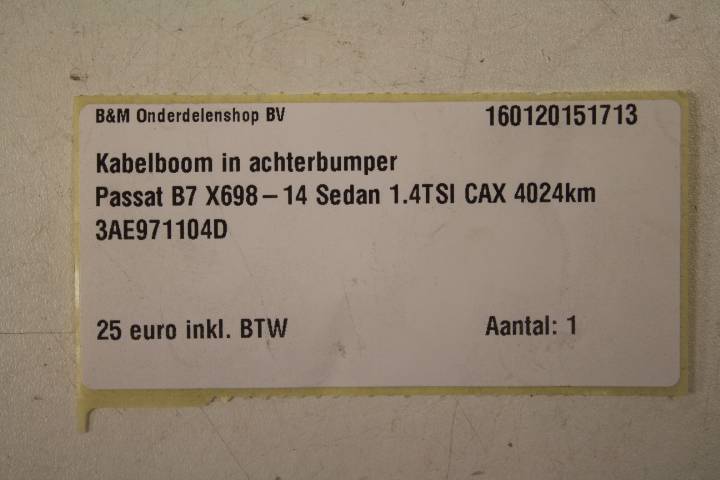 B&M Onderdelenshop BV 160120151713
Kabelboom in achterbumper
Passat B7 X698-14 Sedan 1.4TSI CAX 4024km
3AE971104D
25 euro inkl. BTW Aantal: 1